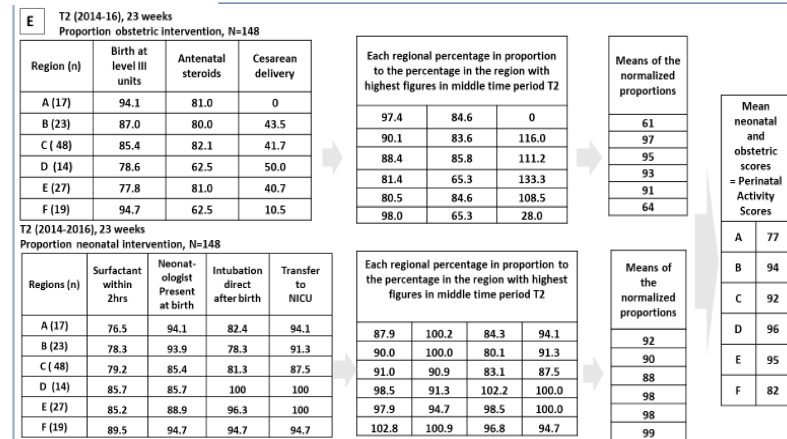 E
T2 (2014-16), 23 weeks
Proportion obstetric intervention, N=148
Region (n) Birth at level III units Antenatal steroids Cesarean delivery
A (17) 94.1 81.0 0
B (23) 87.0 80.0 43.5
C ( 48) 85.4 82.1 41.7
D (14) 78.6 62.5 50.0
E (27) 77.8 81.0 40.7
F (19) 94.7 62.5 10.5
Each regional percentage in proportion
to the percentage in the region with
highest figures in middle time period T2
97.4 84.6 0
90.1 83.6 116.0
88.4 85.8 111.2
81.4 65.3 133.3
80.5 84.6 108.5
98.0 65.3 28.0
Means of the
normalized
proportions
61
97
95
93
91
64
T2 (2014-2016), 23 weeks
Proportion neonatal intervention, N=148
Regions (n) Surfactant within 2hrs Neonat-ologist Present at birth Intubation direct after birth Transfer to NICU
A (17) 76.5 94.1 82.4 94.1
B (23) 78.3 93.9 78.3 91.3
C ( 48) 79.2 85.4 81.3 87.5
D (14) 85.7 85.7 100 100
E (27) 85.2 88.9 96.3 100
F (19) 89.5 94.7 94.7 94.7
Each regional percentage in proportion to
the percentage in the region with highest
figures in middle time period T2
87.9 100.2 84.3 94.1
90.0 100.0 80.1 91.3
91.0 90.9 83.1 87.5
98.5 91.3 102.2 100.0
97.9 94.7 98.5 100.0
102.8 100.9 96.8 94.7
Means of
the
normalized
proportions
92
90
88
98
98
99
Mean
neonatal
and
obstetric
scores
= Perinatal
Activity
Scores
A 77
B 94
C 92
D 96
E 95
F 82